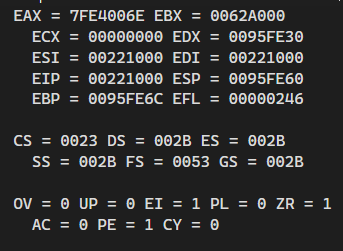 EAX = 7FE4006E EBX = 0062A000
ECX = 00000000 EDX = 0095FE30
ESI = 00221000 EDI = 00221000
EIP = 00221000 ESP = 0095FE60
EBP = 0095FE6C EFL = 00000246
CS = 0023 DS = 002B ES = 002B
SS = 002B FS = 0053 GS = 002B
OV = 0 UP = 0 EI = 1 PL = 0 ZR = 1
AC = 0 PE = 1 CY = 0